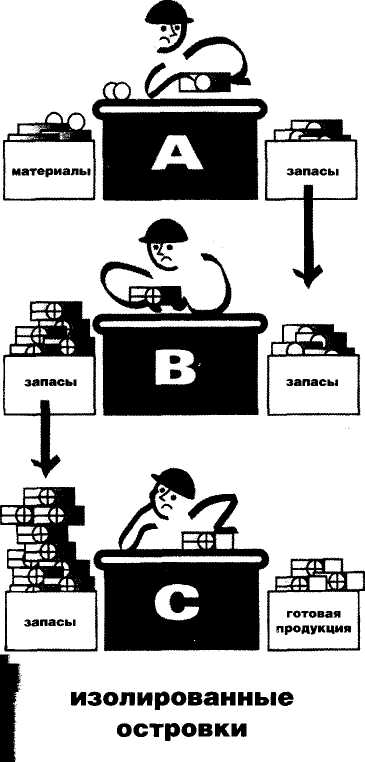 A
материалы
запасы
B
запасы
запасы
C
запасы
готовая
продукция
изолированные
островки